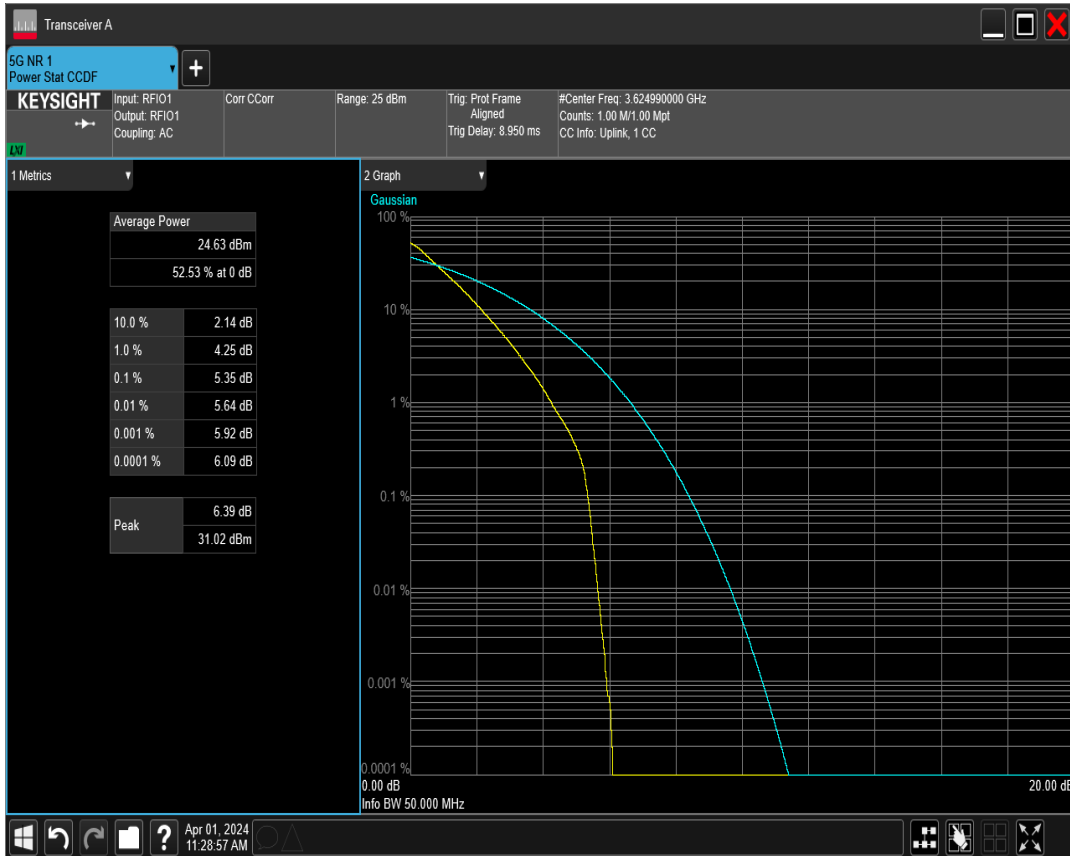 Transceiver A
5G NR 1
Power Stat CCDF
KEYSIGHT
LXI
Input: RFIO1
Output: RFIO1
Coupling: AC
Corr CCorr
Range: 25 dBm
Trig: Prot Frame
Aligned
Trig Delay: 8.950 ms
#Center Freq: 3.624990000 GHz
Counts: 1.00 M/1.00 Mpt
CC Info: Uplink, 1 CC
1 Metrics
Average Power
24.63 dBm
52.53 % at 0 dB
10.0 % 2.14 dB
1.0 % 4.25 dB
0.1 % 5.35 dB
0.01 % 5.64 dB
0.001 % 5.92 dB
0.0001 % 6.09 dB
Peak
6.39 dB
31.02 dBm
2 Graph
Gaussian
100 %
10 %
1 %
0.1 %
0.01 %
0.001 %
0.0001 %
0.00 dB 20.00 dB
Info BW 50.000 MHz
? Apr 01, 2024
11:28:57 AM